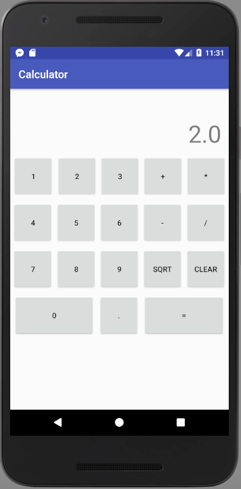 11:31
Calculator
2.0
1 2 3 + *
4 5 6 - /
7 8 9 SQRT CLEAR
0 . =